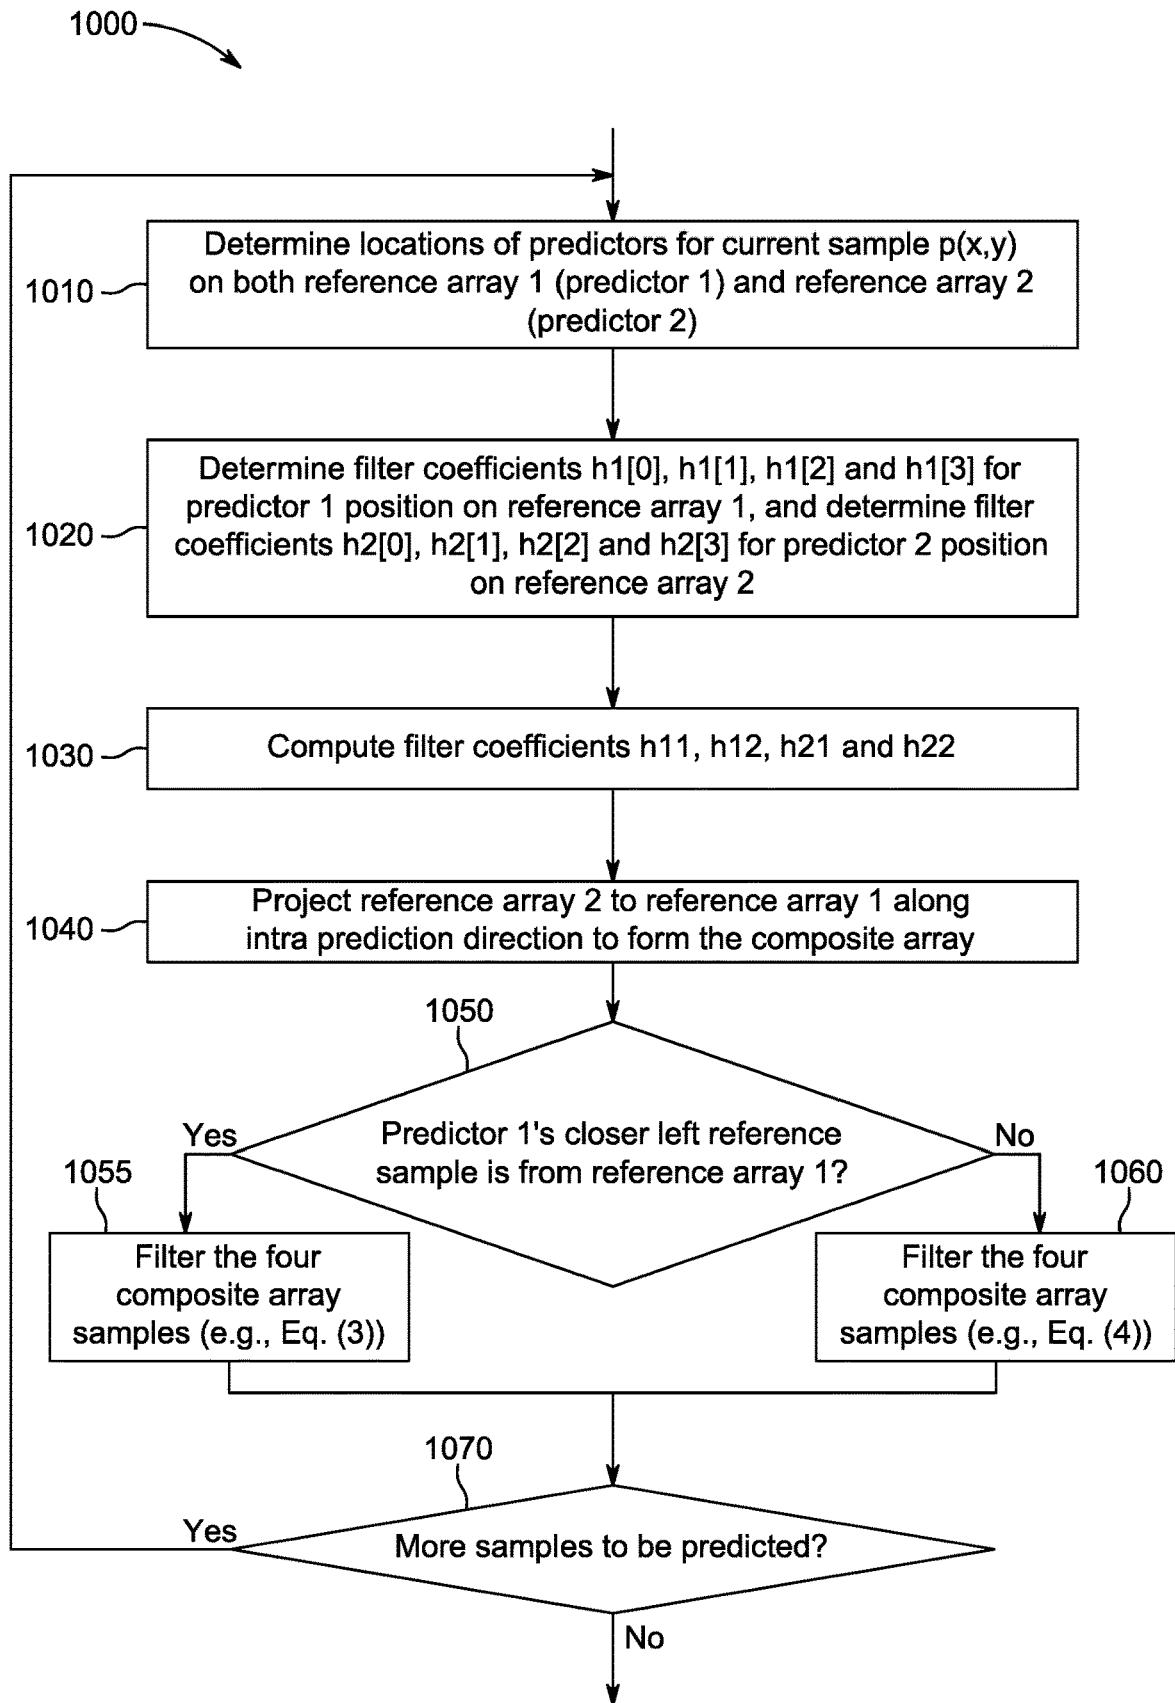 1000
Determine locations of predictors for current sample p(x,y)
on both reference array 1 (predictor 1) and reference array 2
(predictor 2)
1010
Determine filter coefficients h1[0], h1[1], h1[2] and h1[3] for
predictor 1 position on reference array 1, and determine filter
coefficients h2[0], h2[1], h2[2] and h2[3] for predictor 2 position
on reference array 2
1020
Compute filter coefficients h11, h12, h21 and h22
1030
Project reference array 2 to reference array 1 along
intra prediction direction to form the composite array
1040
1050
Predictor 1's closer left reference
sample is from reference array 1?
Yes
No
1055
1060
Filter the four
composite array
samples (e.g., Eq. (3))
Filter the four
composite array
samples (e.g., Eq. (4))
1070
More samples to be predicted?
Yes
No